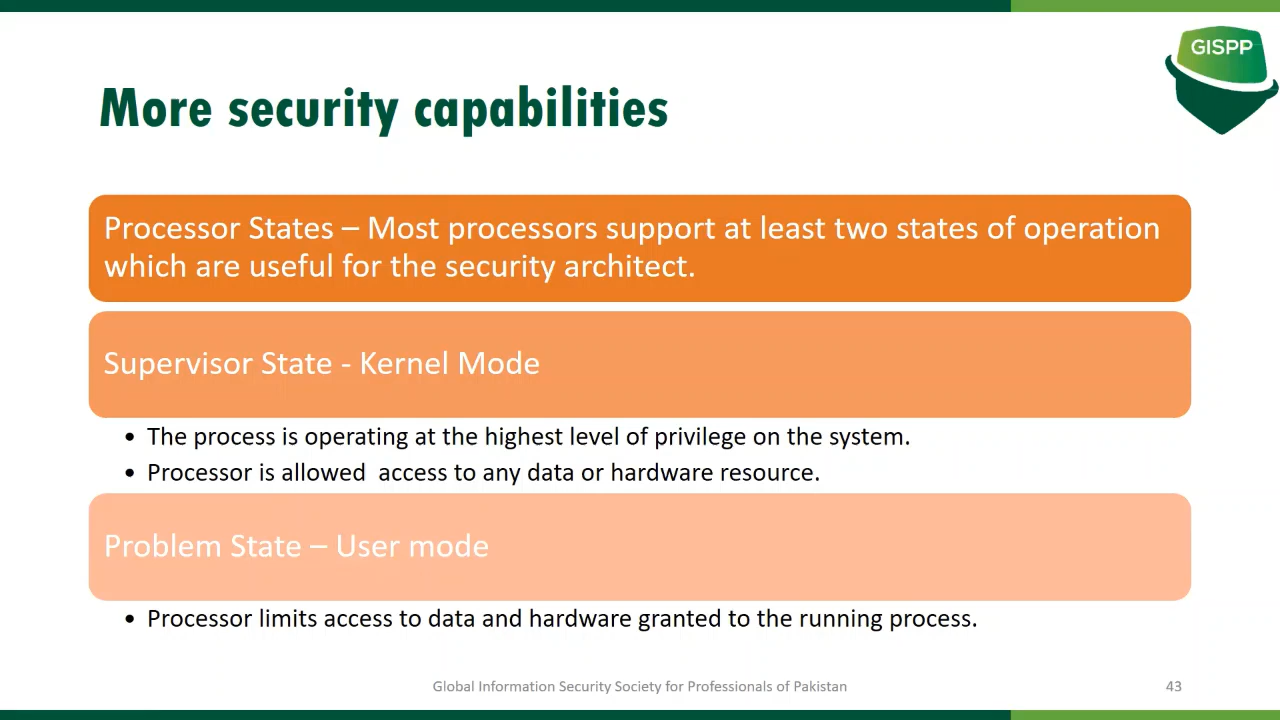 GISPP
More security capabilities
Processor States – Most processors support at least two states of operation
which are useful for the security architect.
Supervisor State - Kernel Mode
• The process is operating at the highest level of privilege on the system.
• Processor is allowed  access to any data or hardware resource.
Problem State – User mode
• Processor limits access to data and hardware granted to the running process.
Global Information Security Society for Professionals of Pakistan
43